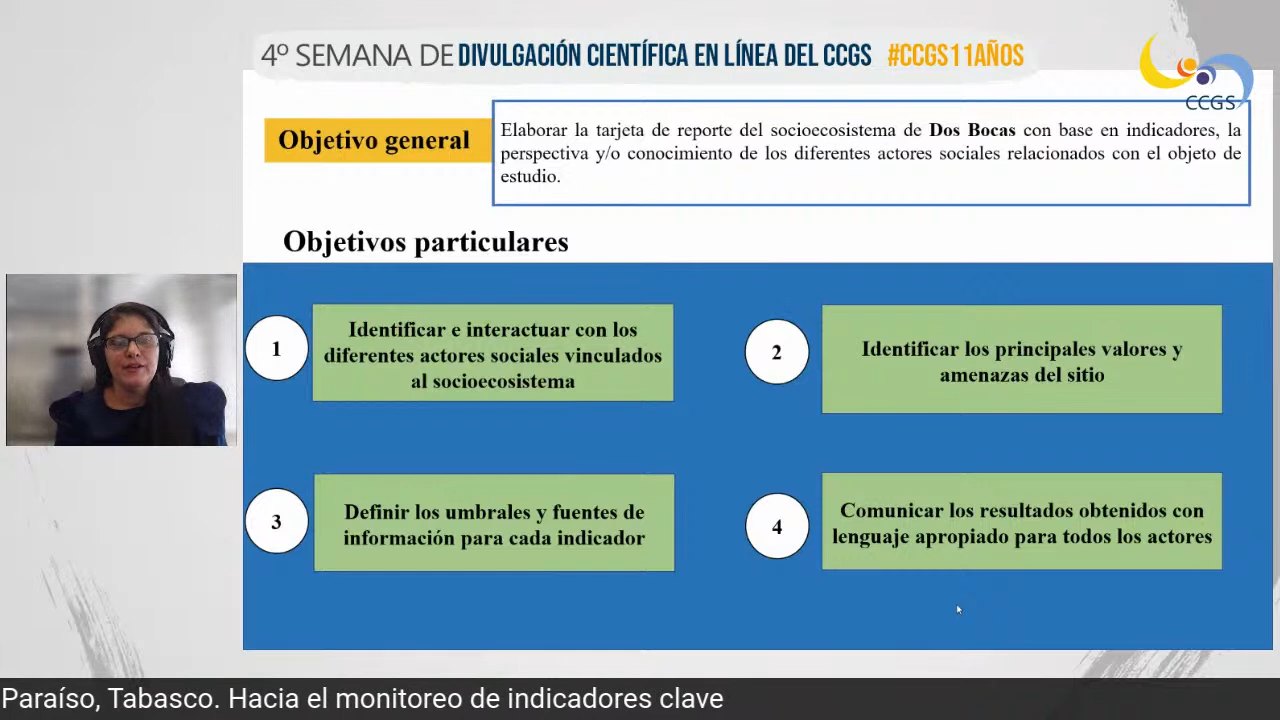 4º SEMANA DE DIVULGACIÓN CIENTÍFICA EN LÍNEA DEL CCGS #CCGS11AÑOS
CCGS
Objetivo general
Elaborar la tarjeta de reporte del socioecosistema de Dos Bocas con base en indicadores, la
perspectiva y/o conocimiento de los diferentes actores sociales relacionados con el objeto de
estudio.
Objetivos particulares
1
Identificar e interactuar con los
diferentes actores sociales vinculados
al socioecosistema
2
Identificar los principales valores y
amenazas del sitio
3
Definir los umbrales y fuentes de
información para cada indicador
4
Comunicar los resultados obtenidos con
lenguaje apropiado para todos los actores
Paraíso, Tabasco. Hacia el monitoreo de indicadores clave